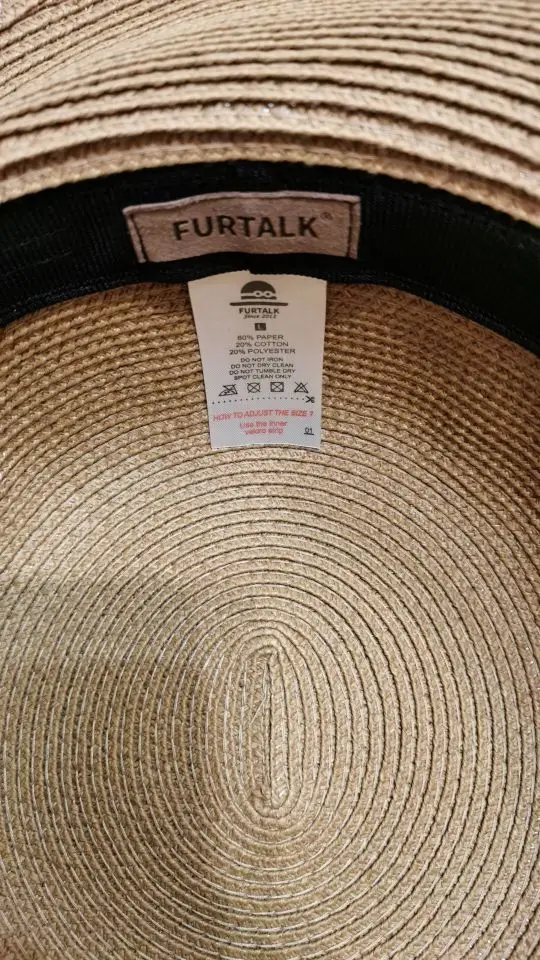 FURTALK®
FURTALK
Since 2013
L
60% PAPER
20% COTTON
20% POLYESTER
DO NOT IRON
DO NOT DRY CLEAN
DO NOT TUMBLE DRY
SPOT CLEAN ONLY
HOW TO ADJUST THE SIZE ?
Use the inner
velcro strip
01